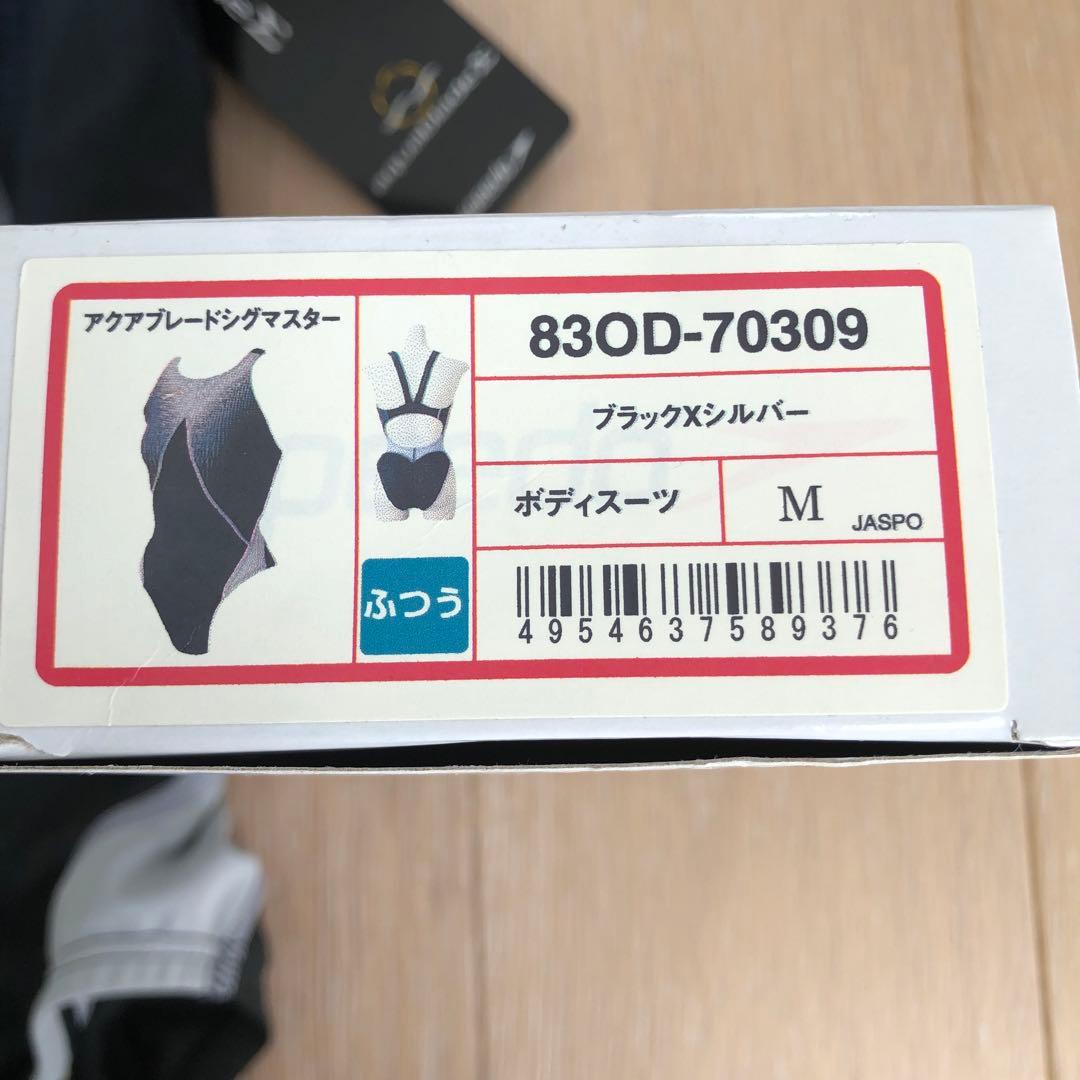 アクアブレードシグマスター
83OD-70309
ブラックXシルバー
ボディスーツ
M
JASPO
ふつう
4954637589376
speedo